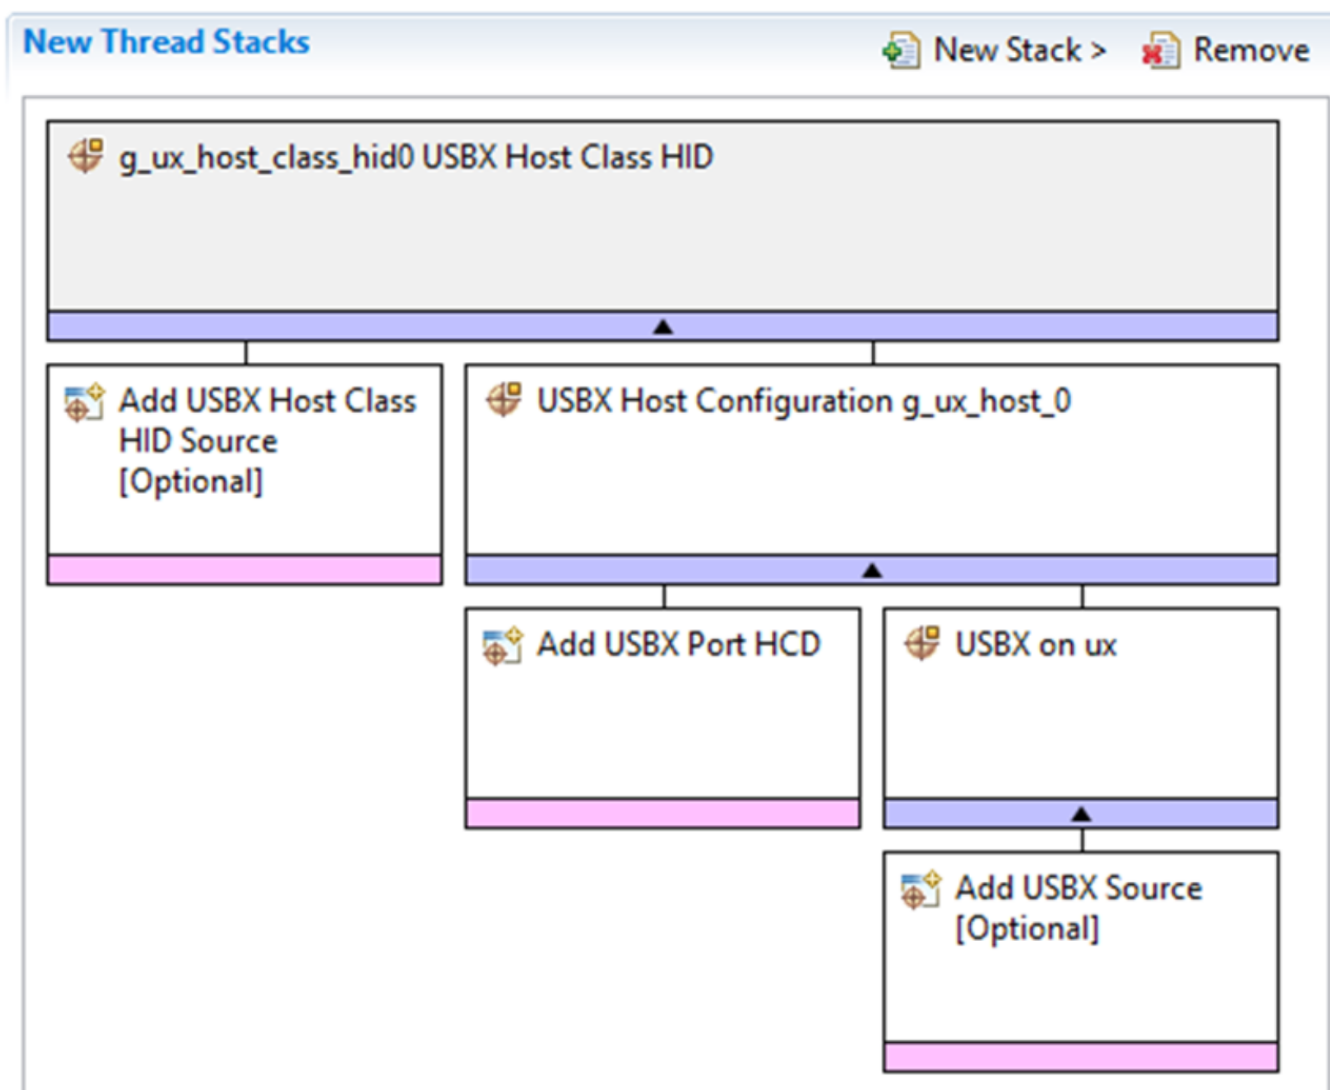 New Thread Stacks
New Stack >
Remove
g_ux_host_class_hid0 USBX Host Class HID
Add USBX Host Class
HID Source
[Optional]
USBX Host Configuration g_ux_host_0
Add USBX Port HCD
USBX on ux
Add USBX Source
[Optional]